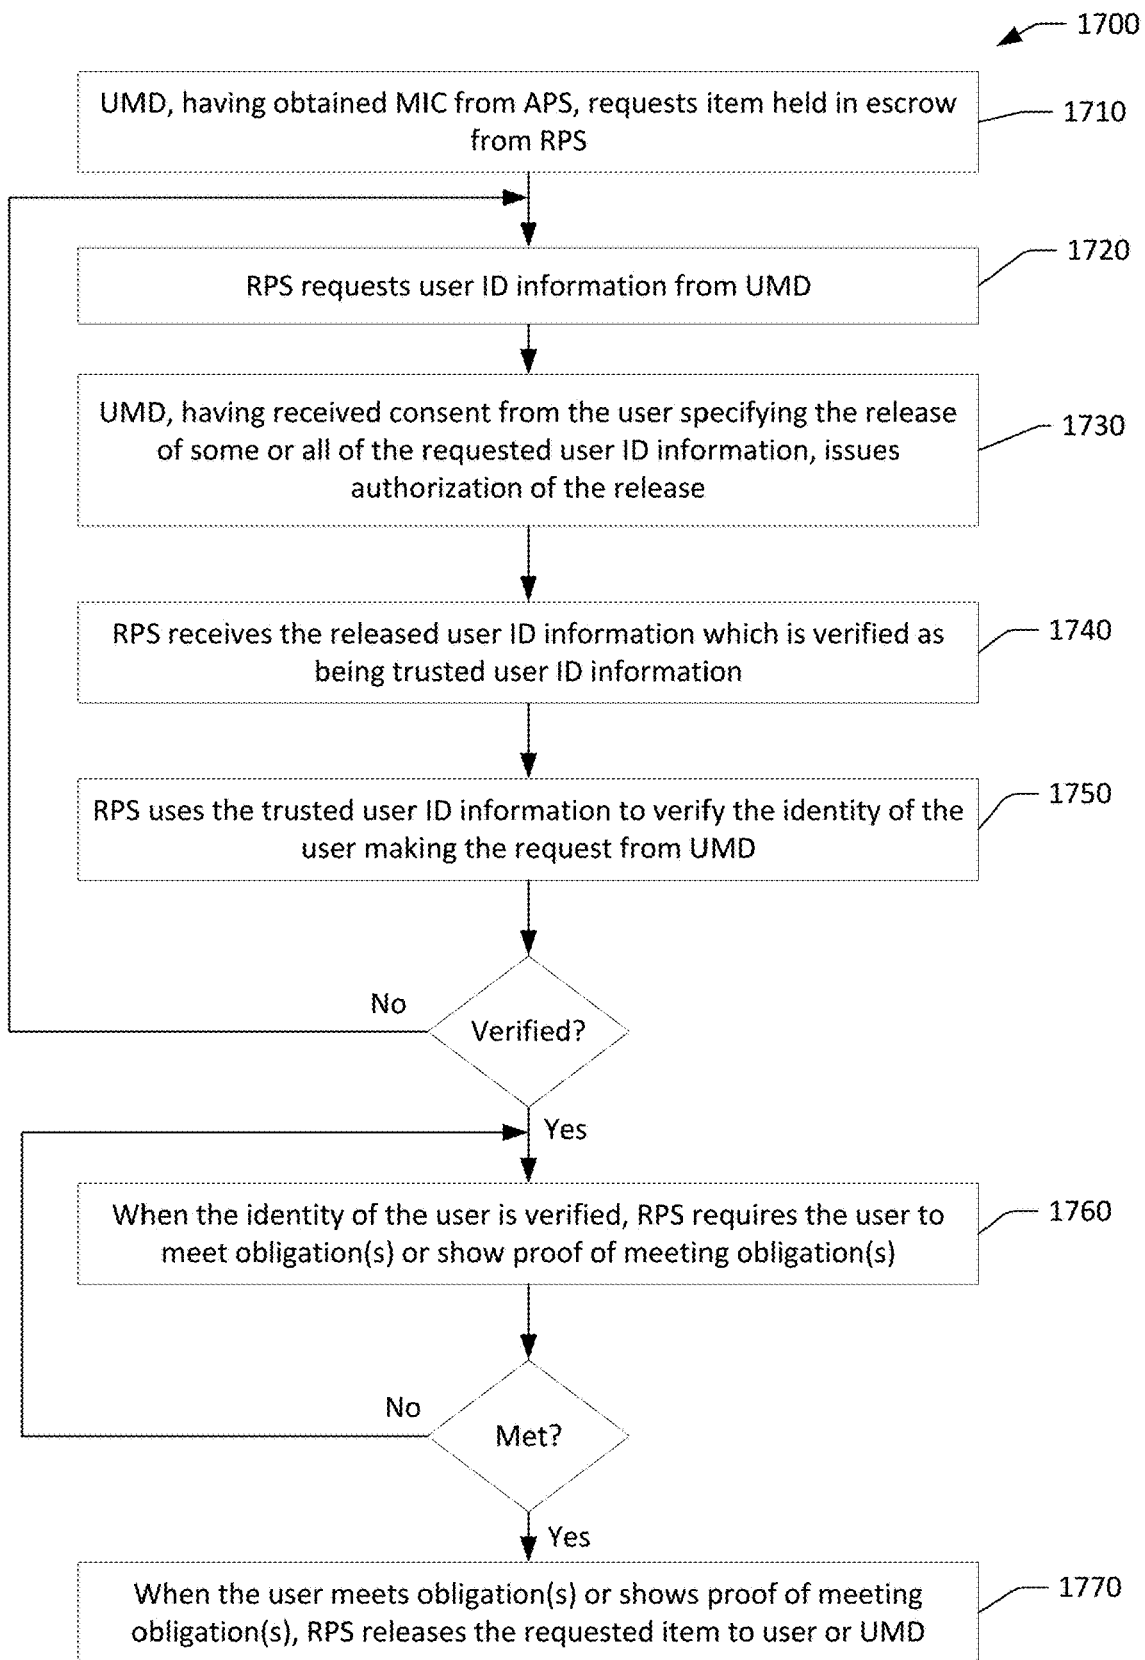 1700
UMD, having obtained MIC from APS, requests item held in escrow
from RPS
1710
RPS requests user ID information from UMD
1720
UMD, having received consent from the user specifying the release
of some or all of the requested user ID information, issues
authorization of the release
1730
RPS receives the released user ID information which is verified as
being trusted user ID information
1740
RPS uses the trusted user ID information to verify the identity of the
user making the request from UMD
1750
No
Verified?
Yes
When the identity of the user is verified, RPS requires the user to
meet obligation(s) or show proof of meeting obligation(s)
1760
No
Met?
Yes
When the user meets obligation(s) or shows proof of meeting
obligation(s), RPS releases the requested item to user or UMD
1770